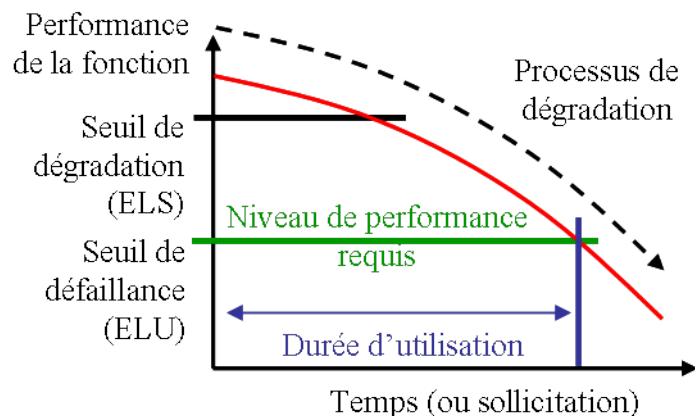 Performance
de la fonction
Processus de
dégradation
Seuil de
dégradation
(ELS)
Niveau de performance
requis
Seuil de
défaillance
(ELU)
Durée d'utilisation
Temps (ou sollicitation)